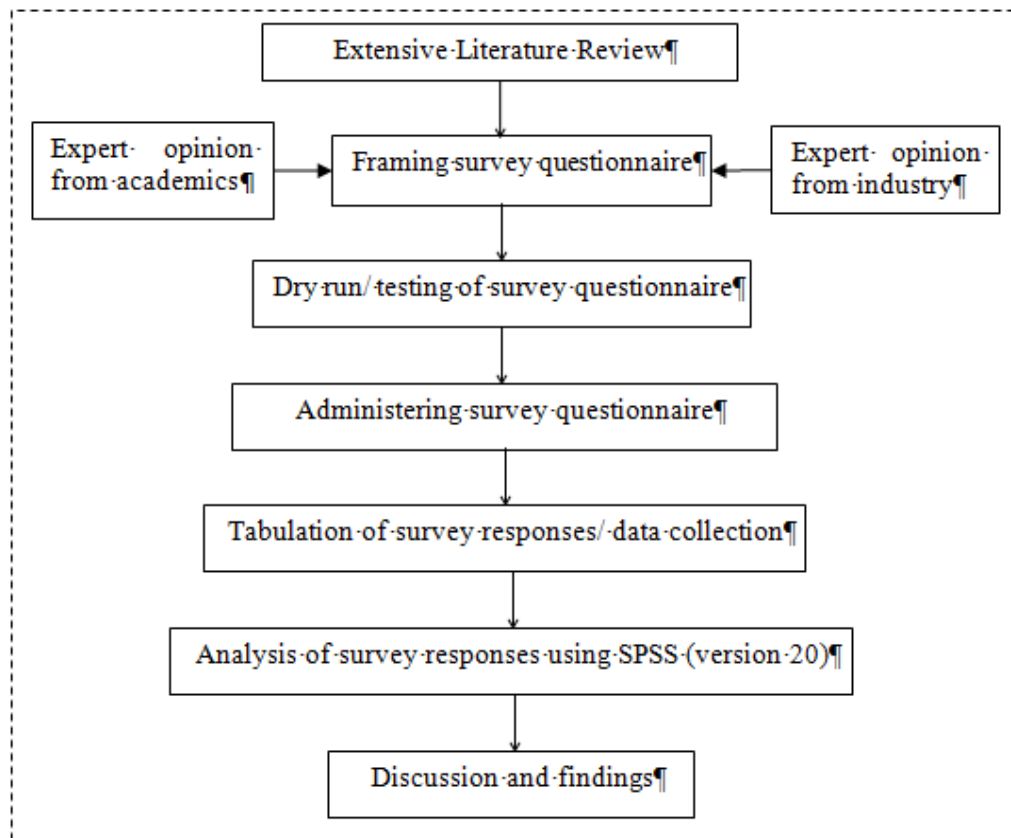 Extensive·Literature·Review¶
Expert· opinion·
from·academics¶
Framing·survey·questionnaire¶
Expert· opinion·
from·industry¶
Dry·run/·testing·of·survey·questionnaire¶
Administering·survey·questionnaire¶
Tabulation·of·survey·responses/·data·collection¶
Analysis·of·survey·responses·using·SPSS·(version·20)¶
Discussion·and·findings¶